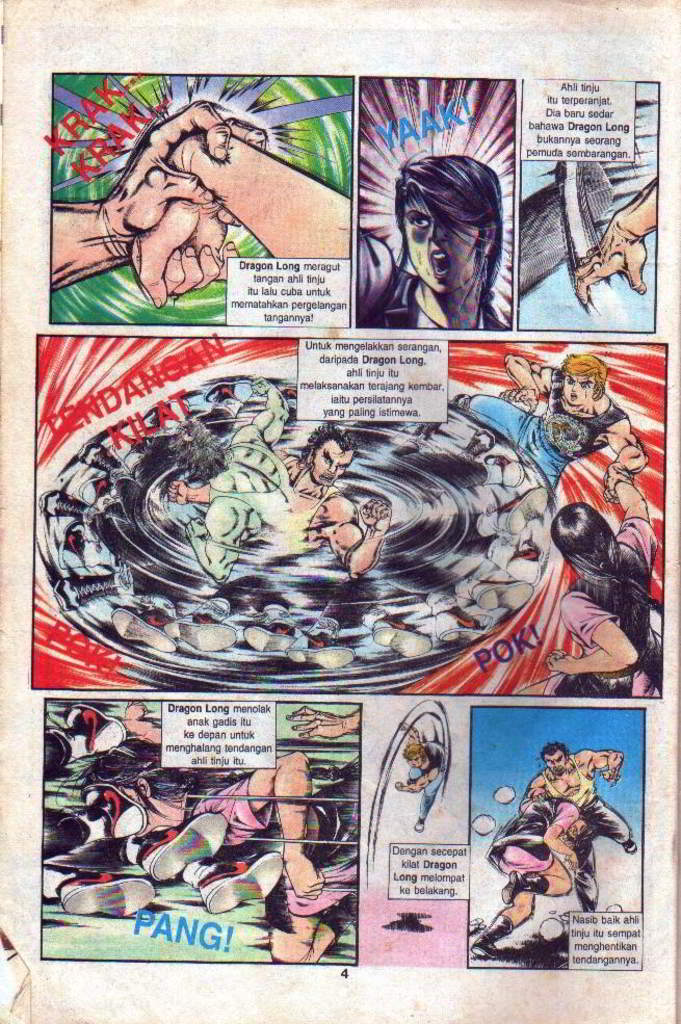 KRAK...
KRAK...
Dragon Long meragut
tangan ahli tinju
itu lalu cuba untuk
mematahkan pergelangan
tangannya!
YAAK!
Ahli tinju
itu terperanjat.
Dia baru sedar
bahawa Dragon Long
bukannya seorang
pemuda sembarangan.
TENDANGAN
KILAT
Untuk mengelakkan serangan,
daripada Dragon Long,
ahli tinju itu
melaksanakan terajang kembar,
iaitu persilatannya
yang paling istimewa.
POK!
POK!
Dragon Long menolak
anak gadis itu
ke depan untuk
menghalang tendangan
ahli tinju itu.
PANG!
Dengan secepat
kilat Dragon
Long melompat
ke belakang.
Nasib baik ahli
tinju itu sempat
menghentikan
tendangannya.
4